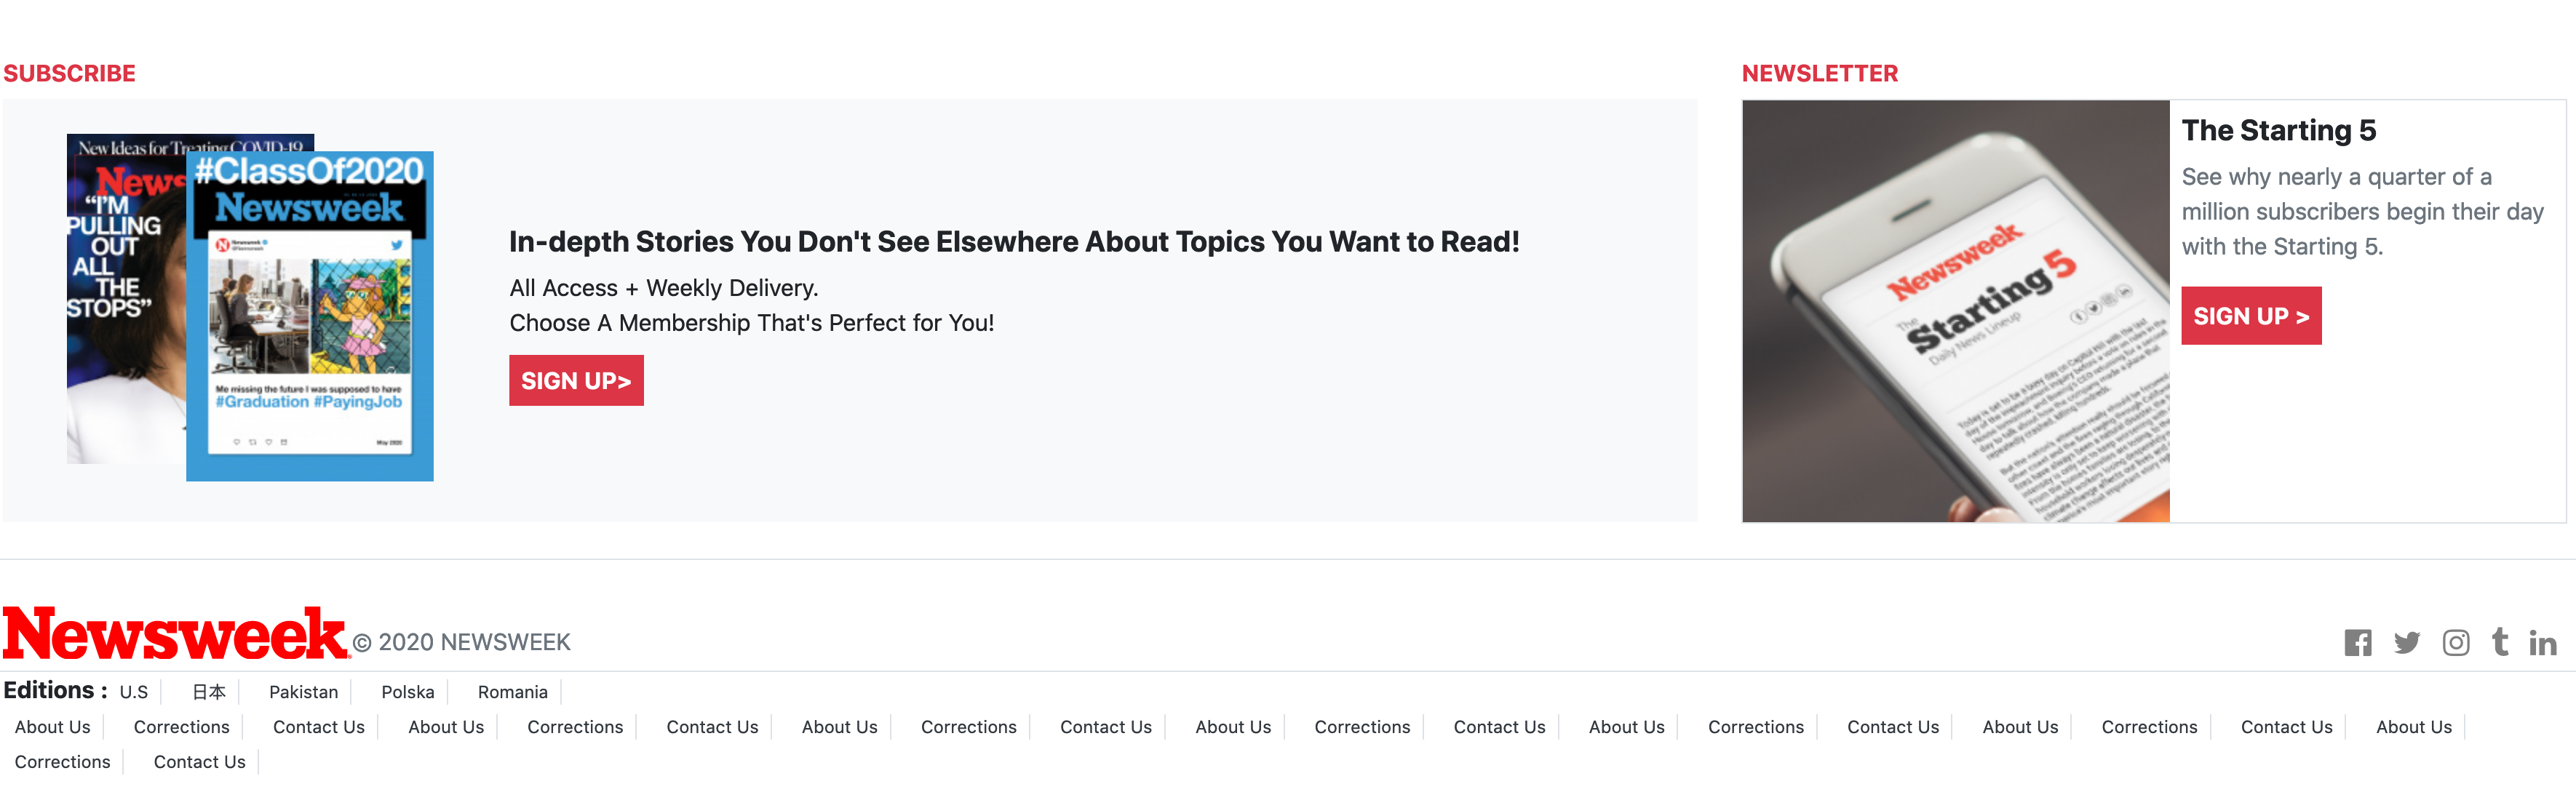 SUBSCRIBE
New Ideas for Treating COVID-19
News
"I'M
PULLING
OUT
ALL
THE
STOPS"
#ClassOf2020
Newsweek
Newsweek
Me missing the future I was supposed to have
#Graduation #PayingJob
May 2020
In-depth Stories You Don't See Elsewhere About Topics You Want to Read!
All Access + Weekly Delivery.
Choose A Membership That's Perfect for You!
SIGN UP>
NEWSLETTER
Newsweek
The
Starting 5
Daily News Lineup
The Starting 5
See why nearly a quarter of a
million subscribers begin their day
with the Starting 5.
SIGN UP >
Newsweek © 2020 NEWSWEEK
Editions : U.S 日本 Pakistan Polska Romania
About Us Corrections Contact Us About Us Corrections Contact Us About Us Corrections Contact Us About Us Corrections Contact Us About Us Corrections Contact Us About Us Corrections Contact Us About Us
Corrections Contact Us